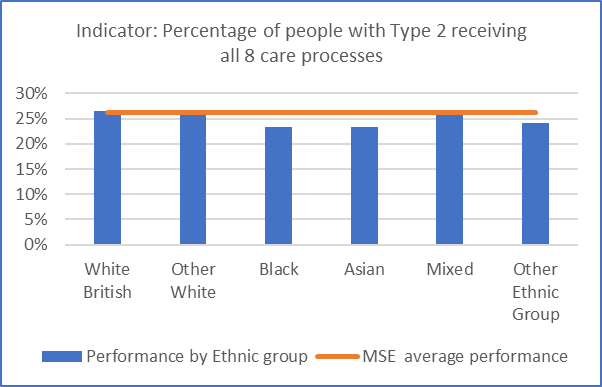 Indicator: Percentage of people with Type 2 receiving
all 8 care processes
30%
25%
20%
15%
10%
5%
0%
White British
Other White
Black
Asian
Mixed
Other Ethnic Group
Performance by Ethnic group
MSE average performance